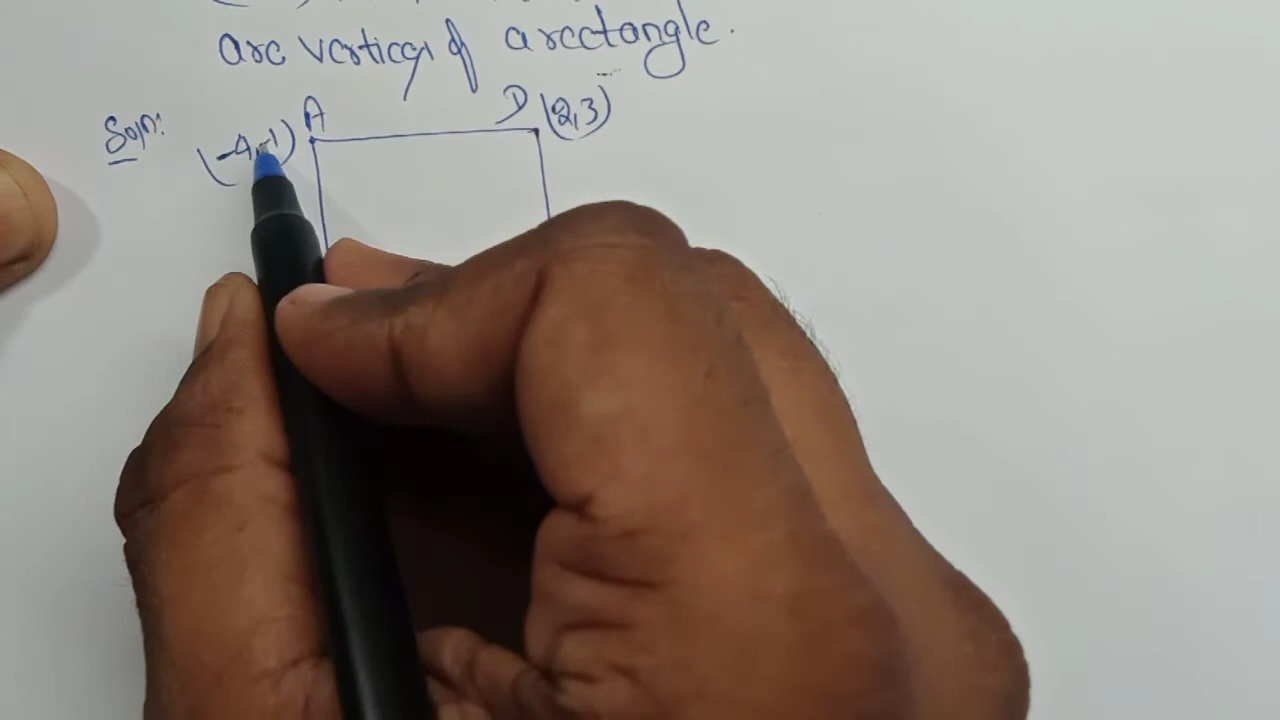 are vertices of a rectangle.
Soln:
A
D (2,3)
(-4,-1)